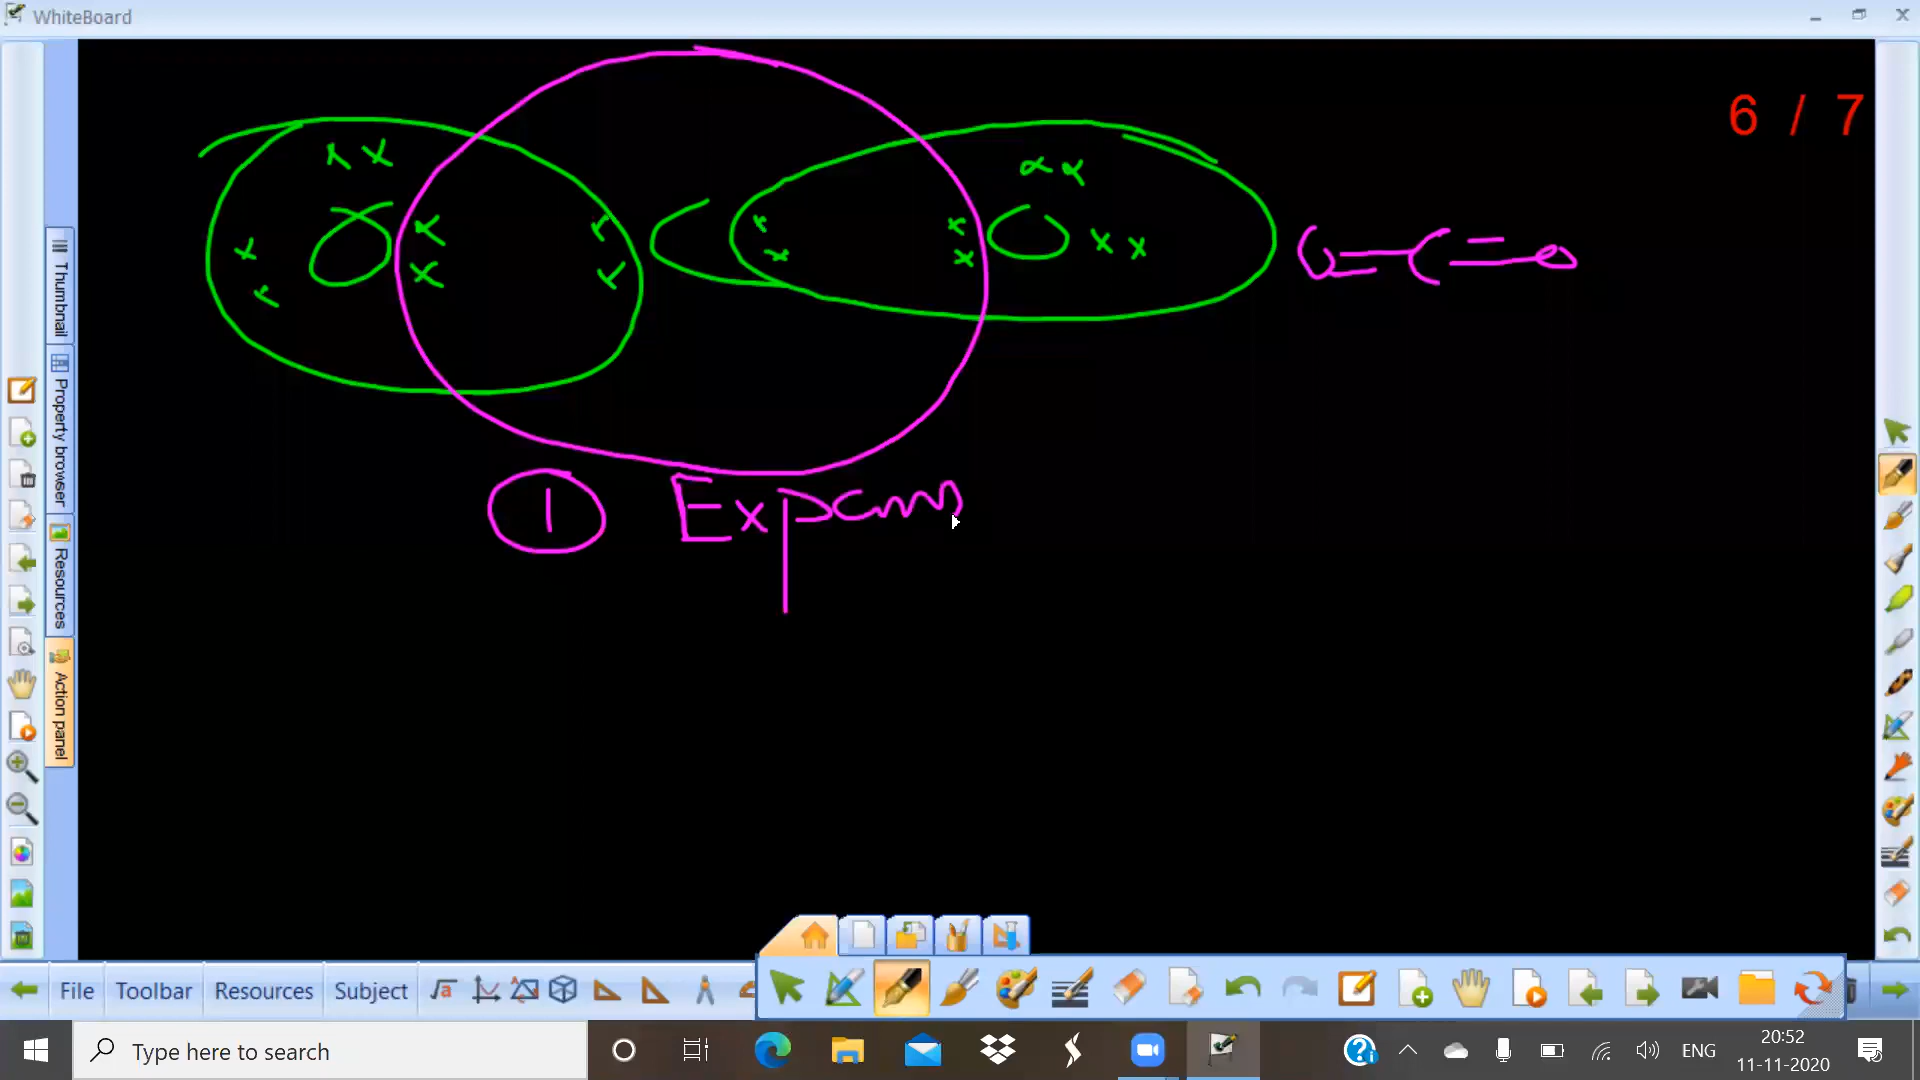 WhiteBoard
6 / 7
x x
x x
O x x x x C x x x x O x x
O = C = O
1 Expans
Thumbnail
Property browser
Resources
Action panel
File Toolbar Resources Subject
Type here to search
ENG
20:52
11-11-2020